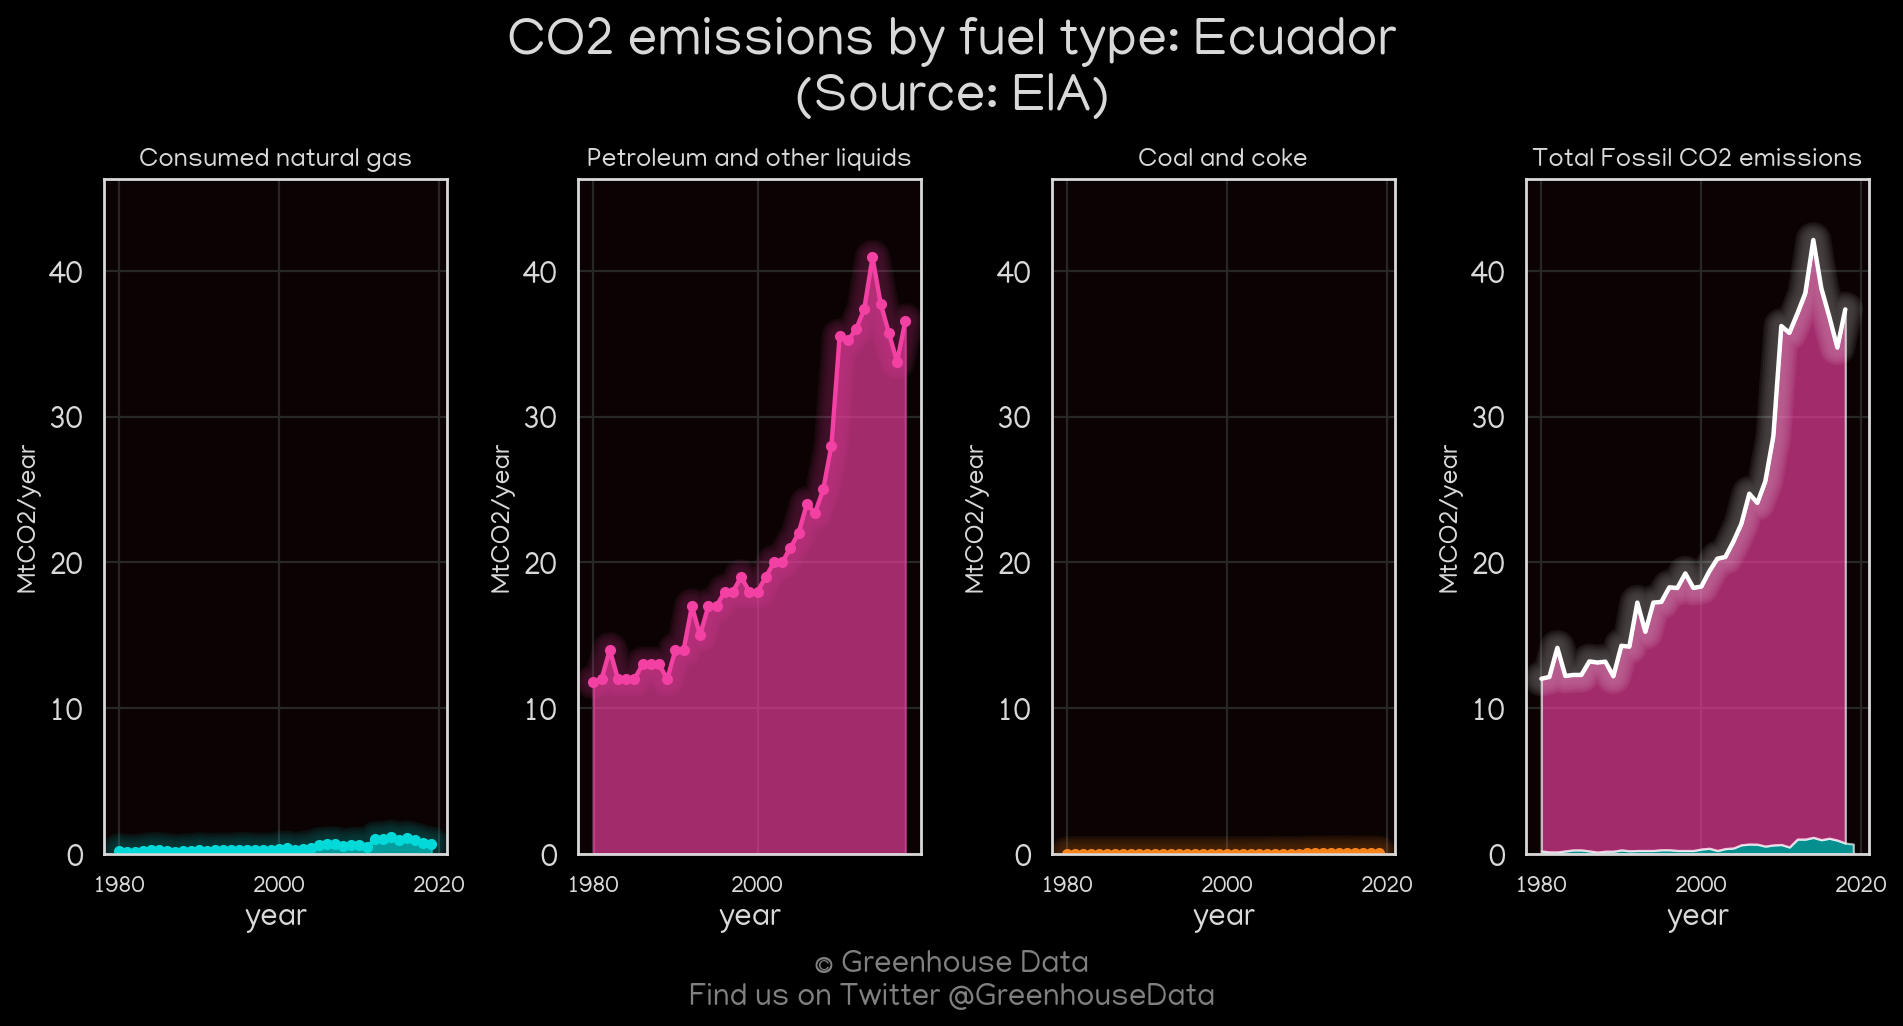 CO2 emissions by fuel type: Ecuador
(Source: EIA)
Consumed natural gas
MtCO2/year
40
30
20
10
0
1980 2000 2020
year
Petroleum and other liquids
MtCO2/year
40
30
20
10
0
1980 2000
year
Coal and coke
MtCO2/year
40
30
20
10
0
1980 2000 2020
year
Total Fossil CO2 emissions
MtCO2/year
40
30
20
10
0
1980 2000 2020
year
© Greenhouse Data
Find us on Twitter @GreenhouseData